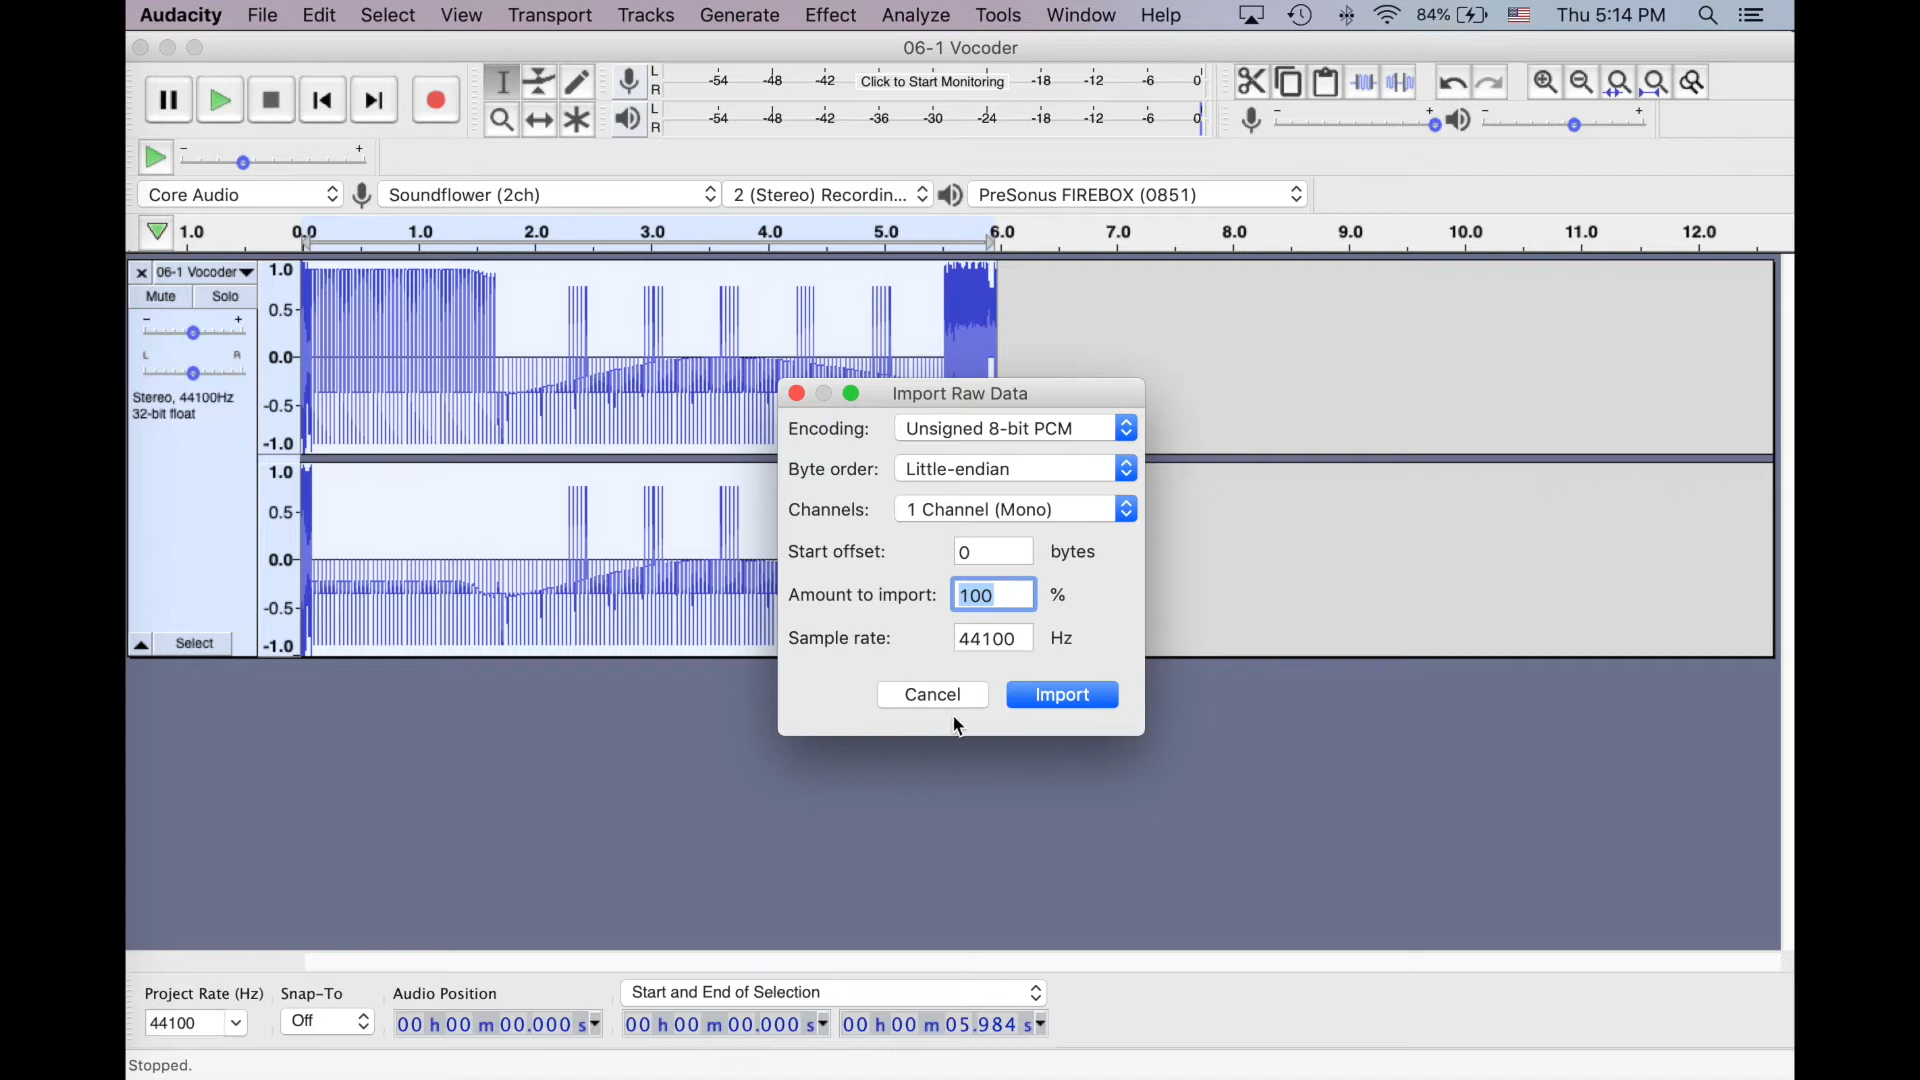 Audacity File Edit Select View Transport Tracks Generate Effect Analyze Tools Window Help 84% Thu 5:14 PM
06-1 Vocoder
L R -54 -48 -42 Click to Start Monitoring -18 -12 -6 0
L R -54 -48 -42 -36 -30 -24 -18 -12 -6 0
- +
- +
- +
Core Audio Soundflower (2ch) 2 (Stereo) Recordin... PreSonus FIREBOX (0851)
1.0 0.0 1.0 2.0 3.0 4.0 5.0 6.0 7.0 8.0 9.0 10.0 11.0 12.0
06-1 Vocoder
Mute Solo
- +
L R
Stereo, 44100Hz
32-bit float
Select
1.0
0.5
0.0
-0.5
-1.0
1.0
0.5
0.0
-0.5
-1.0
Import Raw Data
Encoding: Unsigned 8-bit PCM
Byte order: Little-endian
Channels: 1 Channel (Mono)
Start offset: 0 bytes
Amount to import: 100 %
Sample rate: 44100 Hz
Cancel Import
Project Rate (Hz) Snap-To Audio Position Start and End of Selection
44100 Off 00 h 00 m 00.000 s 00 h 00 m 00.000 s 00 h 00 m 05.984 s
Stopped.